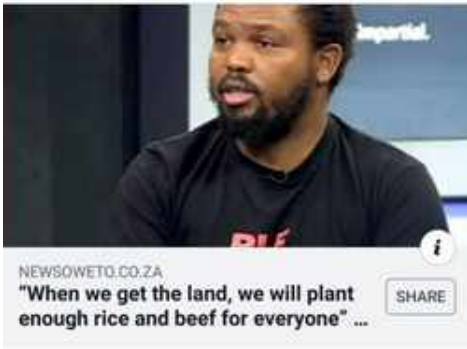 impartial.
BLF
i
NEWSOWETO.CO.ZA
"When we get the land, we will plant
SHARE
enough rice and beef for everyone" ...